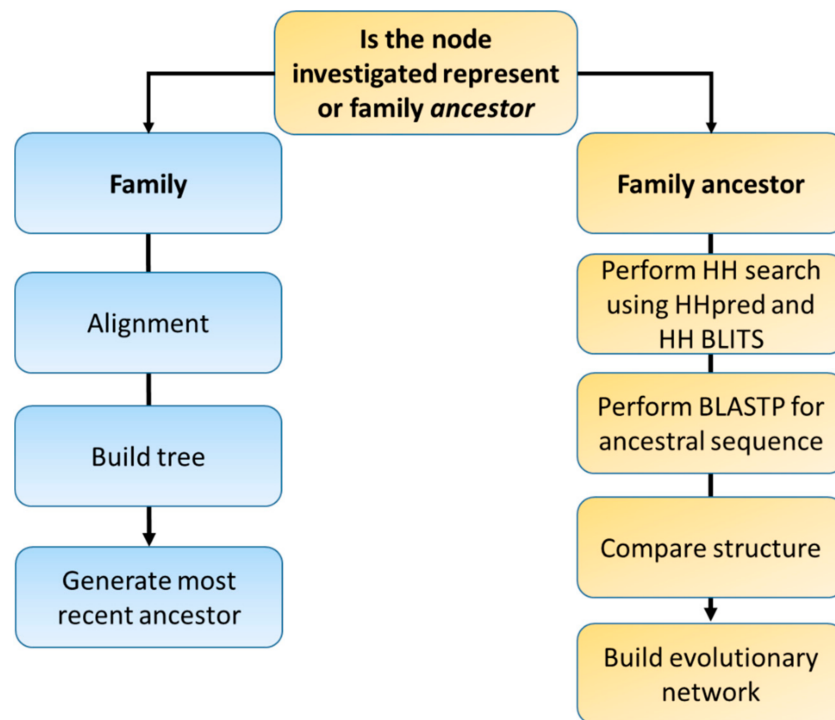 Is the node
investigated represent
or family ancestor
Family
Alignment
Build tree
Generate most
recent ancestor
Family ancestor
Perform HH search
using HHpred and
HH BLITS
Perform BLASTP for
ancestral sequence
Compare structure
Build evolutionary
network